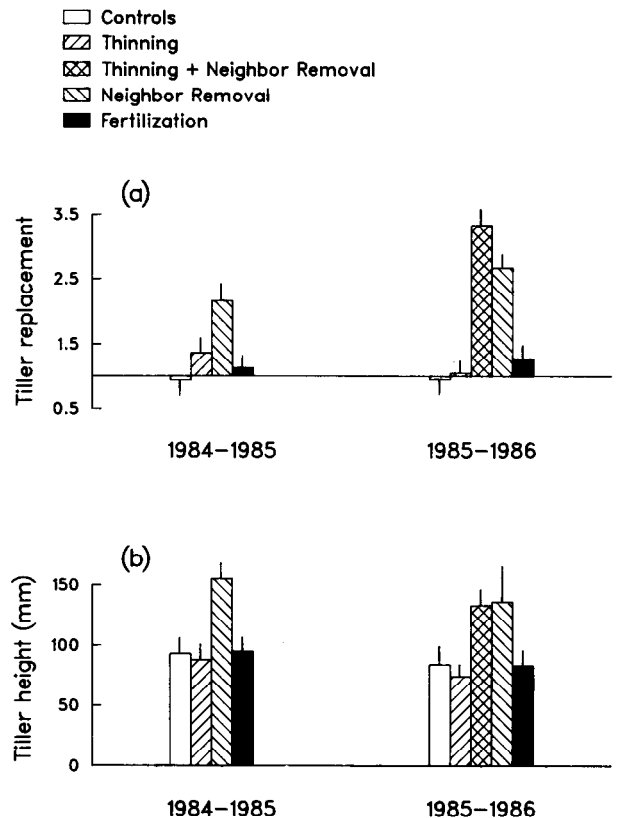 Controls
Thinning
Thinning + Neighbor Removal
Neighbor Removal
Fertilization
(a)
Tiller replacement
3.5
2.5
1.5
0.5
1984–1985 1985–1986
(b)
Tiller height (mm)
150
100
50
0
1984–1985 1985–1986